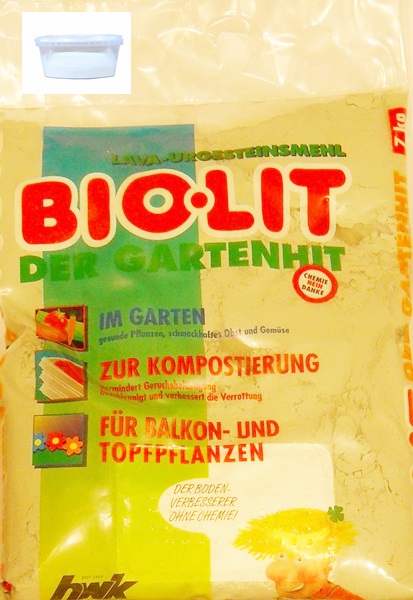 LAVA-URGESTEINSMEHL
7 kg
BIO·LIT
DER GARTENHIT
CHEMIE
NEIN
DANKE
IM GARTEN
gesunde Pflanzen, schmackhaftes Obst und Gemüse
ZUR KOMPOSTIERUNG
vermindert Geruchsbelästigung
beschleunigt und verbessert die Verrottung
FÜR BALKON- UND
TOPFPFLANZEN
DER BODEN-
VERBESSERER
OHNE CHEMIE!
hwk